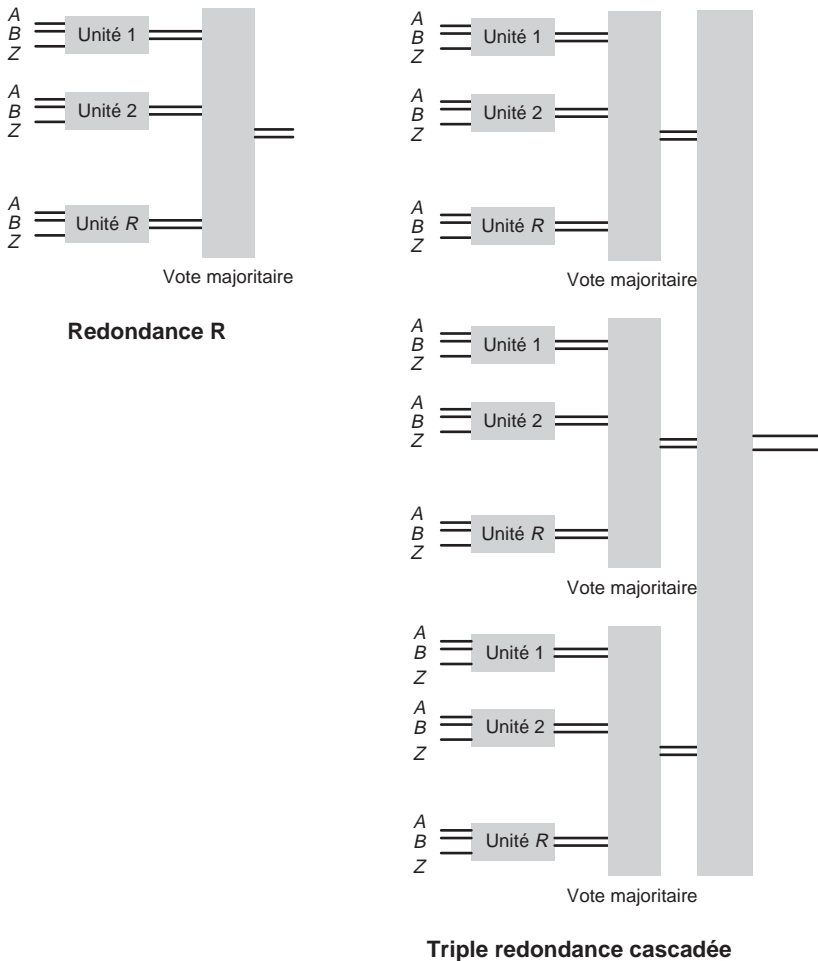 A
B
Z
Unité 1
A
B
Z
Unité 2
A
B
Z
Unité R
Vote majoritaire
Redondance R
A
B
Z
Unité 1
A
B
Z
Unité 2
A
B
Z
Unité R
Vote majoritaire
A
B
Z
Unité 1
A
B
Z
Unité 2
A
B
Z
Unité R
Vote majoritaire
A
B
Z
Unité 1
A
B
Z
Unité 2
A
B
Z
Unité R
Vote majoritaire
Triple redondance cascadée